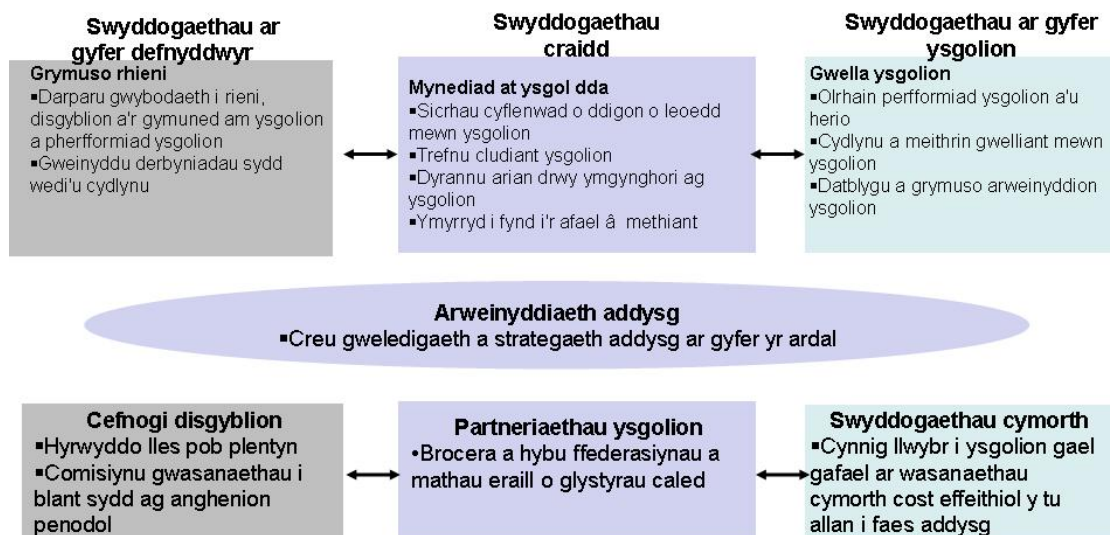 Swyddogaethau ar
gyfer defnyddwyr
Grymuso rhieni
▪Darparu gwybodaeth i rieni,
disgyblion a'r gymuned am ysgolion
a pherfformiad ysgolion
▪Gweinyddu derbyniadau sydd
wedi'u cydlynu
Swyddogaethau
craidd
Mynediad at ysgol dda
▪Sicrhau cyflenwad o ddigon o leoedd
mewn ysgolion
▪Trefnu cludiant ysgolion
▪Dyrannu arian drwy ymgynghori ag
ysgolion
▪Ymyrryd i fynd i'r afael â methiant
Swyddogaethau ar gyfer
ysgolion
Gwella ysgolion
▪Olrhain perfformiad ysgolion a'u
herio
▪Cydlynu a meithrin gwelliant mewn
ysgolion
▪Datblygu a grymuso arweinyddion
ysgolion
Arweinyddiaeth addysg
▪Creu gweledigaeth a strategaeth addysg ar gyfer yr ardal
Cefnogi disgyblion
▪Hyrwyddo lles pob plentyn
▪Comisiynu gwasanaethau i
blant sydd ag anghenion
penodol
Partneriaethau ysgolion
•Brocera a hybu ffederasiynau a
mathau eraill o glystyrau caled
Swyddogaethau cymorth
▪Cynnig llwybr i ysgolion gael
gafael ar wasanaethau
cymorth cost effeithiol y tu
allan i faes addysg